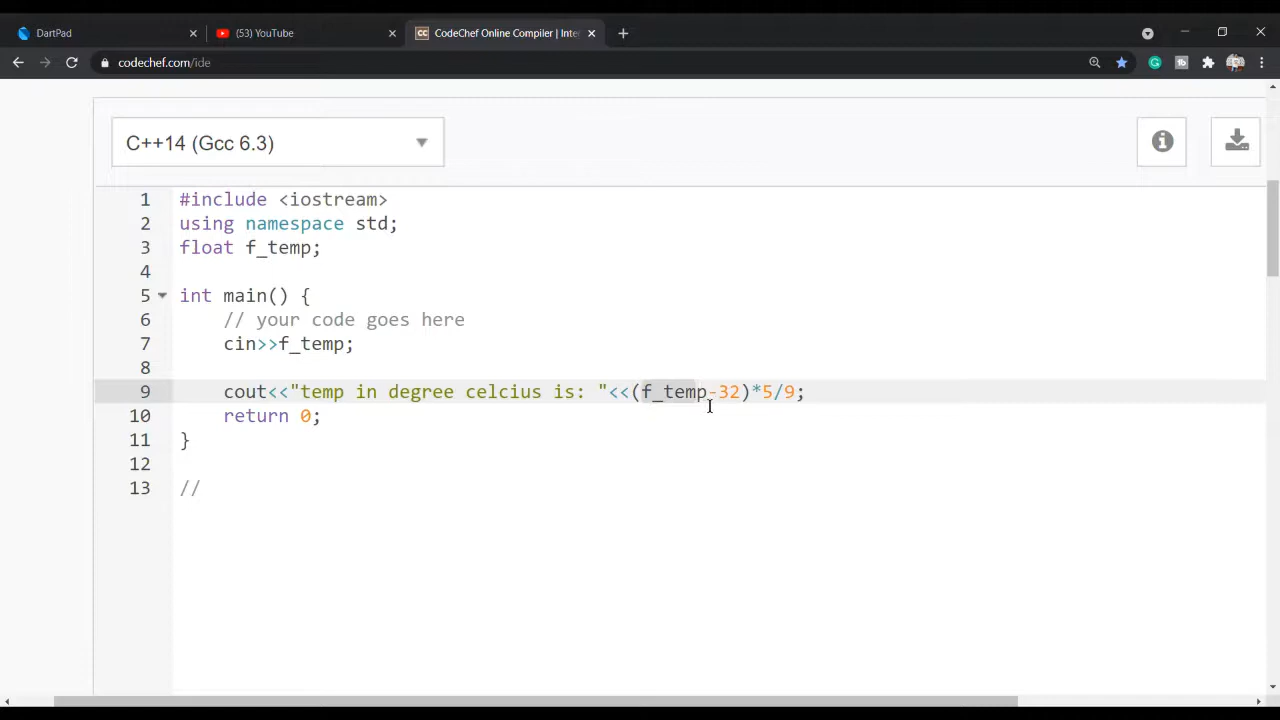 DartPad
(53) YouTube
CC CodeChef Online Compiler | Inte
codechef.com/ide
C++14 (Gcc 6.3)
1 #include <iostream>
2 using namespace std;
3 float f_temp;
4
5 int main() {
6 // your code goes here
7 cin>>f_temp;
8
9 cout<<"temp in degree celcius is: "<<(f_temp-32)*5/9;
10 return 0;
11 }
12
13 //